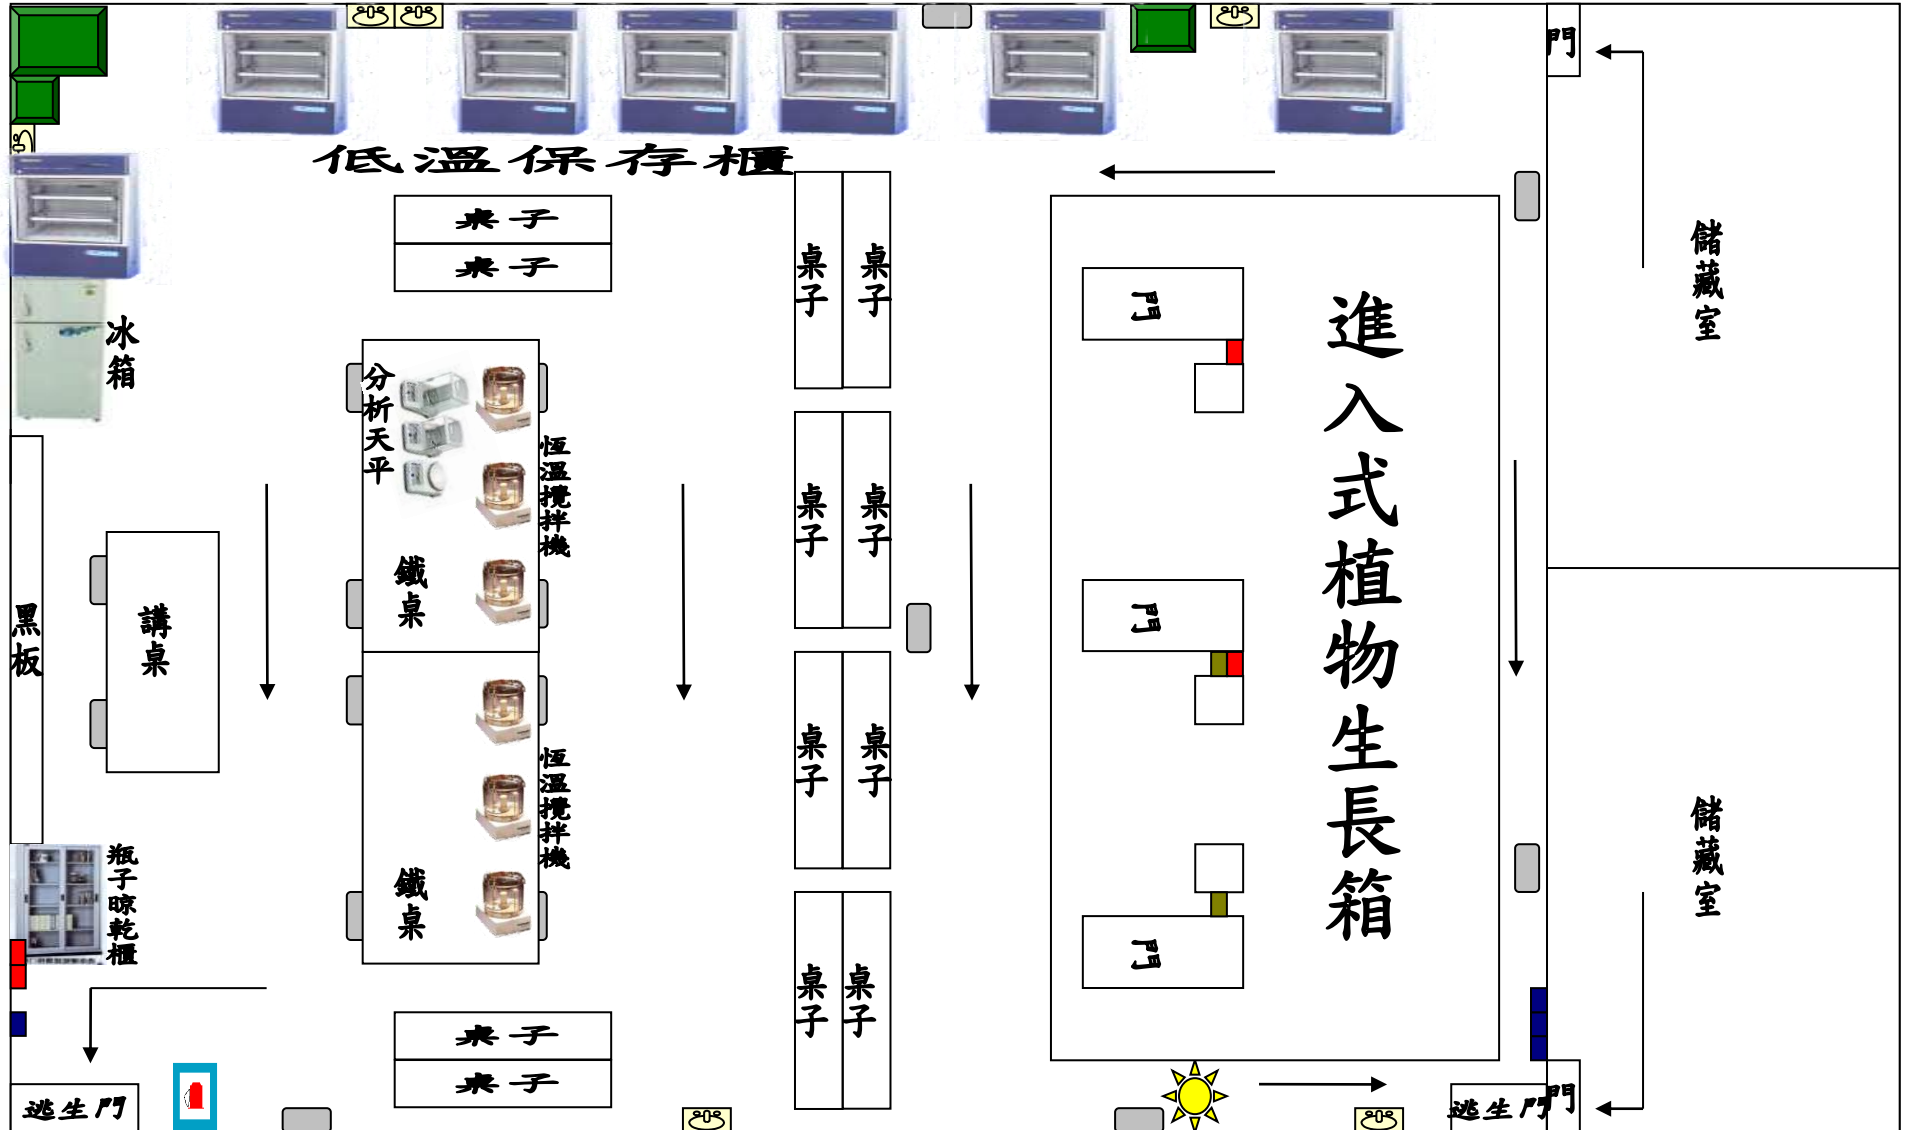 門
低溫保存櫃
桌子
桌子
桌子
桌子
冰箱
分析天平
恆溫攪拌機
鐵桌
門
進入式植物生長箱
儲藏室
桌子
桌子
黑板
講桌
門
桌子
桌子
恆溫攪拌機
鐵桌
瓶子晾乾櫃
儲藏室
門
桌子
桌子
桌子
桌子
逃生門
逃生門
門